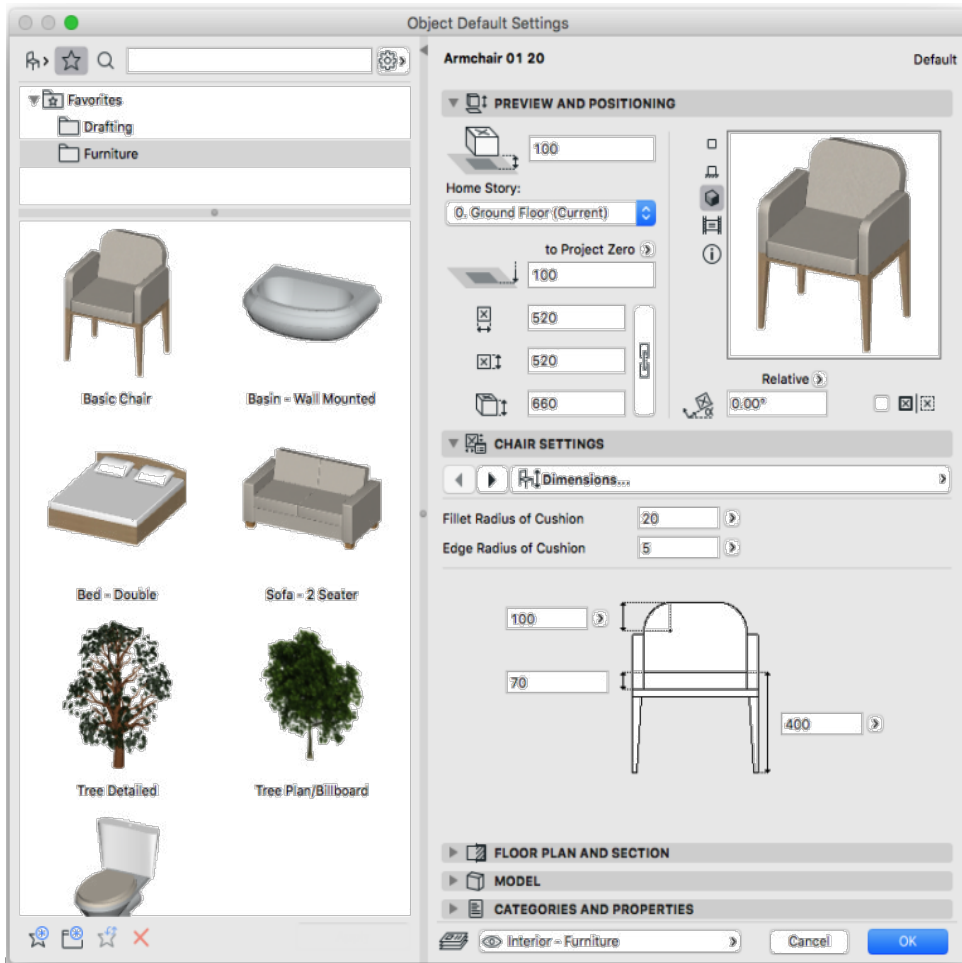 Object Default Settings
Favorites
Drafting
Furniture
Basic Chair
Basin - Wall Mounted
Bed - Double
Sofa - 2 Seater
Tree Detailed
Tree Plan/Billboard
Armchair 01 20
Default
PREVIEW AND POSITIONING
100
Home Story:
0. Ground Floor (Current)
to Project Zero
100
520
520
660
Relative
α
0.00°
CHAIR SETTINGS
Dimensions...
Fillet Radius of Cushion
20
Edge Radius of Cushion
5
100
70
400
FLOOR PLAN AND SECTION
MODEL
CATEGORIES AND PROPERTIES
Interior - Furniture
Cancel
OK